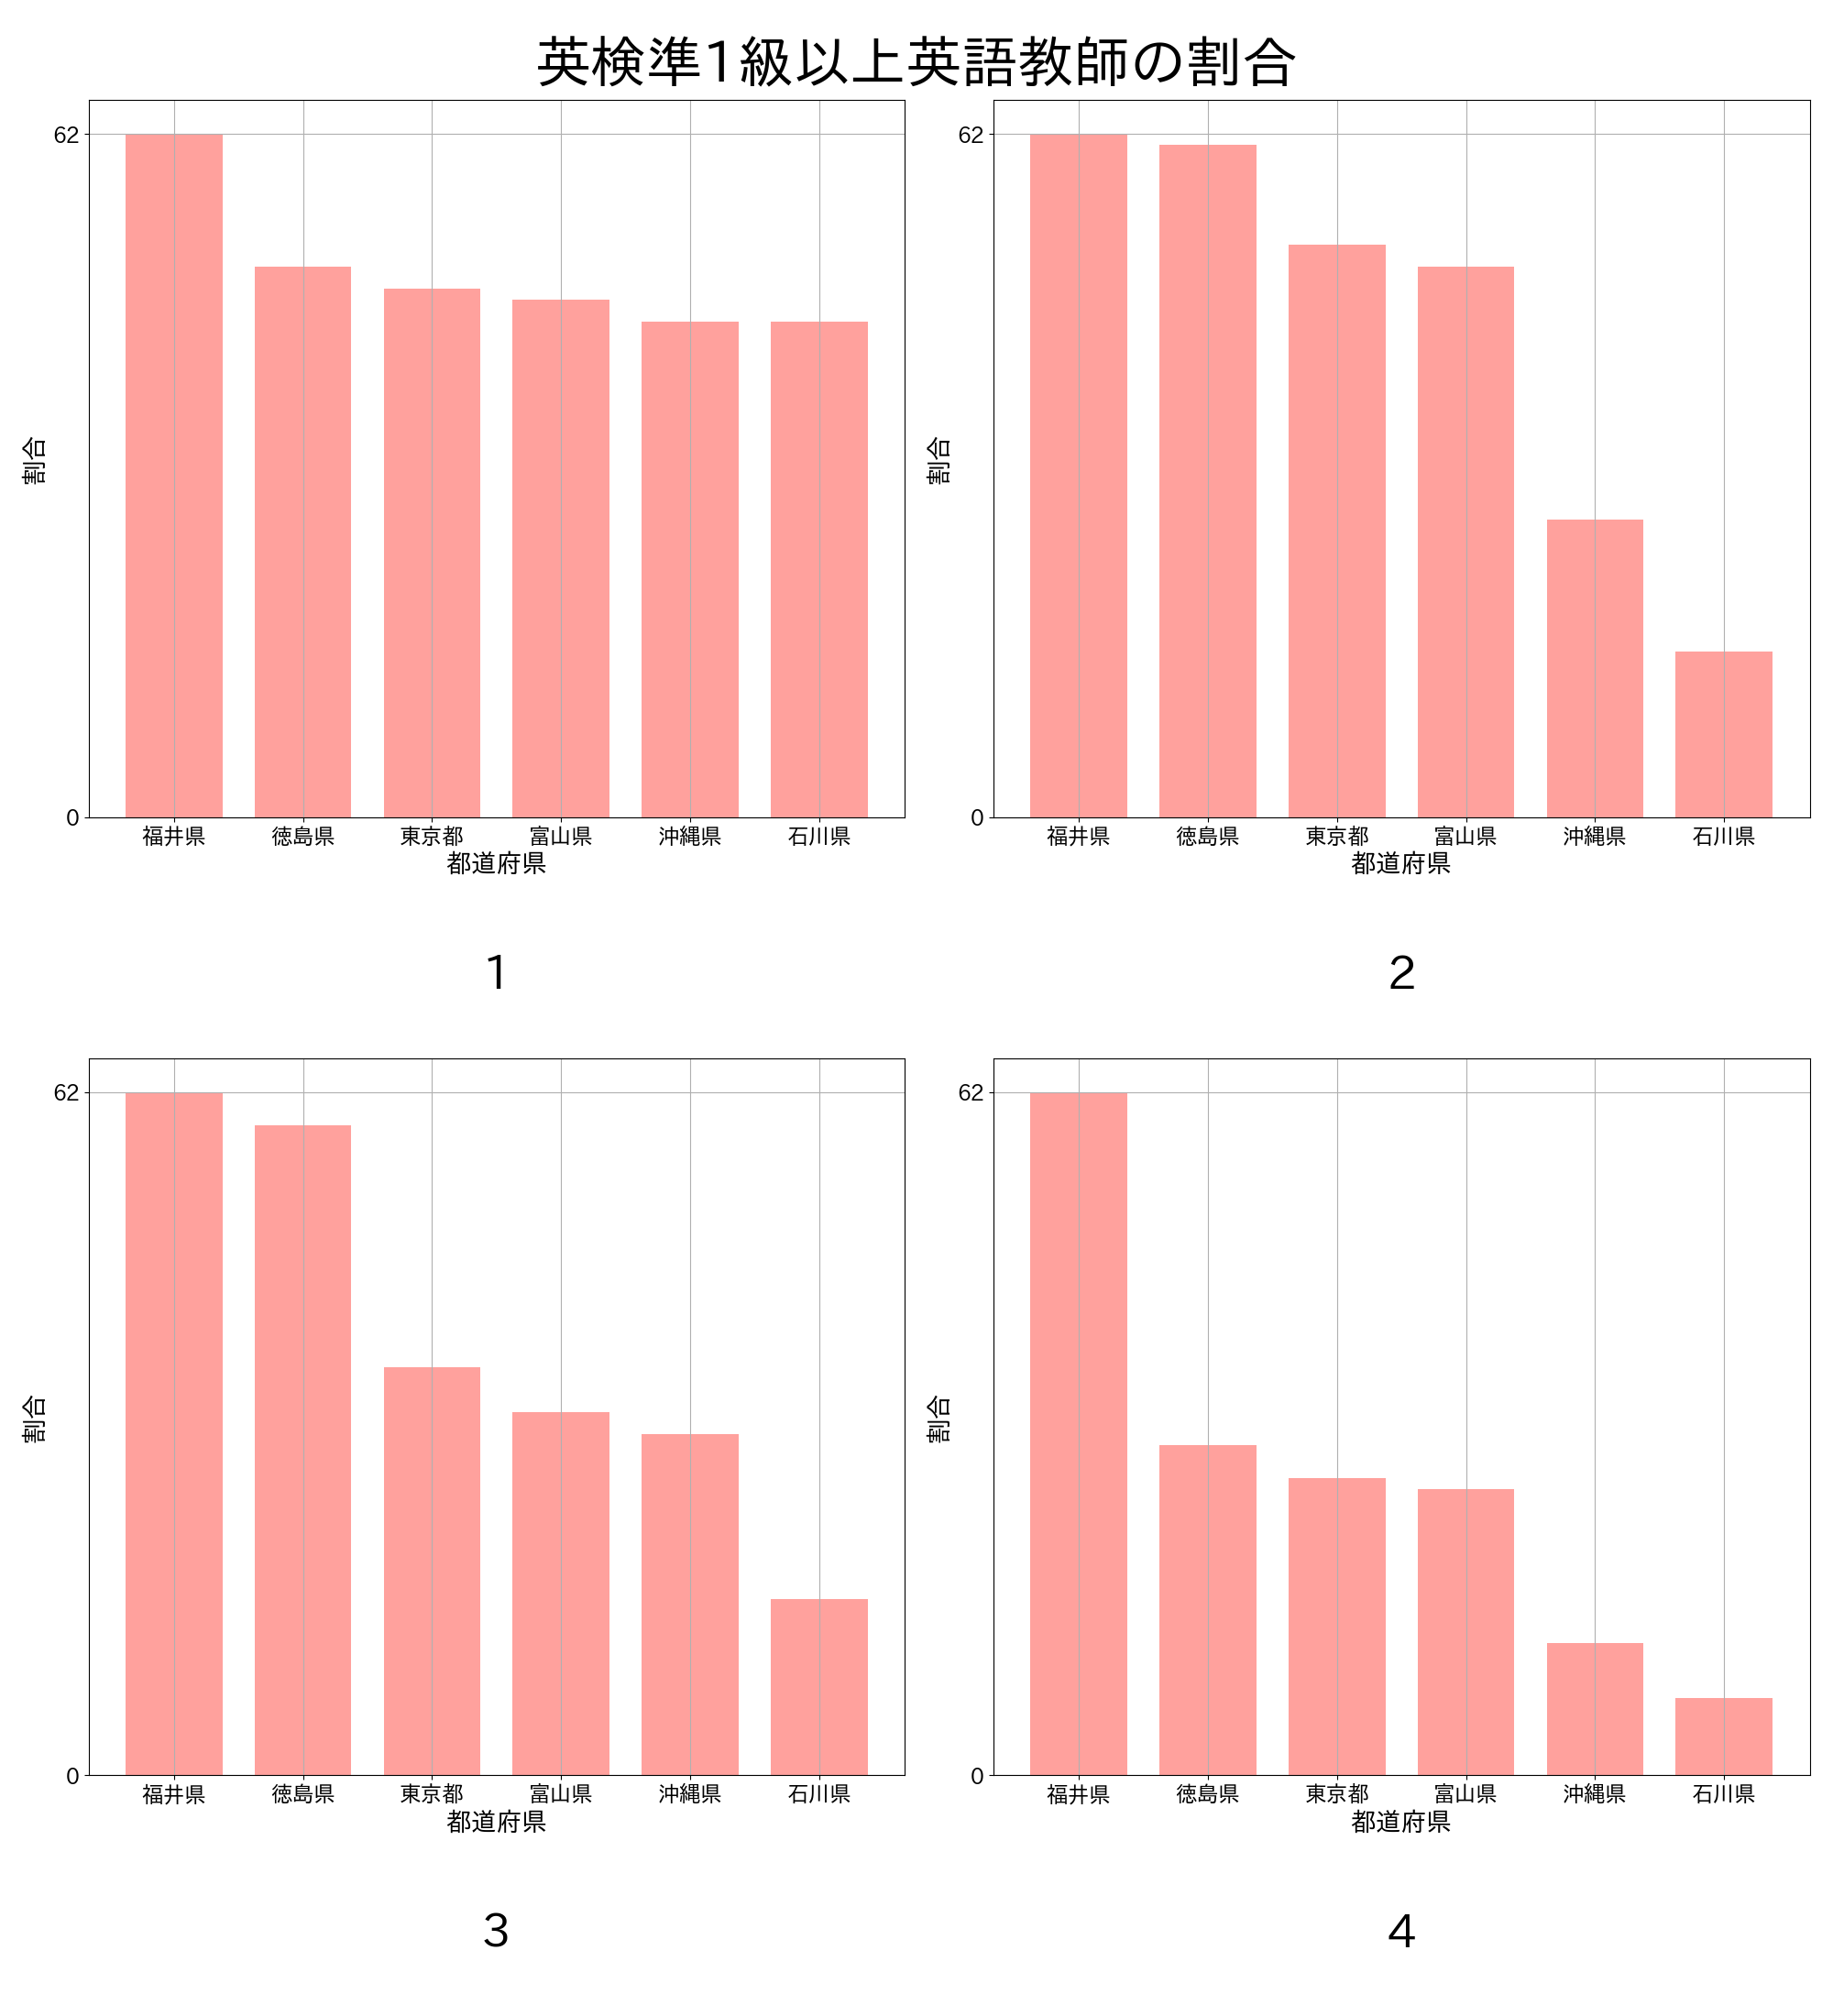 英検準1級以上英語教師の割合
62
0
割合
福井県 徳島県 東京都 富山県 沖縄県 石川県
都道府県
1
62
0
割合
福井県 徳島県 東京都 富山県 沖縄県 石川県
都道府県
2
62
0
割合
福井県 徳島県 東京都 富山県 沖縄県 石川県
都道府県
3
62
0
割合
福井県 徳島県 東京都 富山県 沖縄県 石川県
都道府県
4